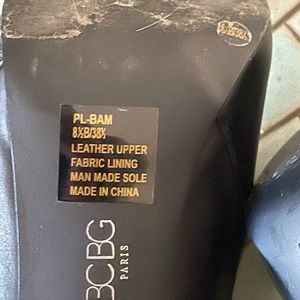 PL-BAM
8½B/38½
LEATHER UPPER
FABRIC LINING
MAN MADE SOLE
MADE IN CHINA
BCBG
PARIS